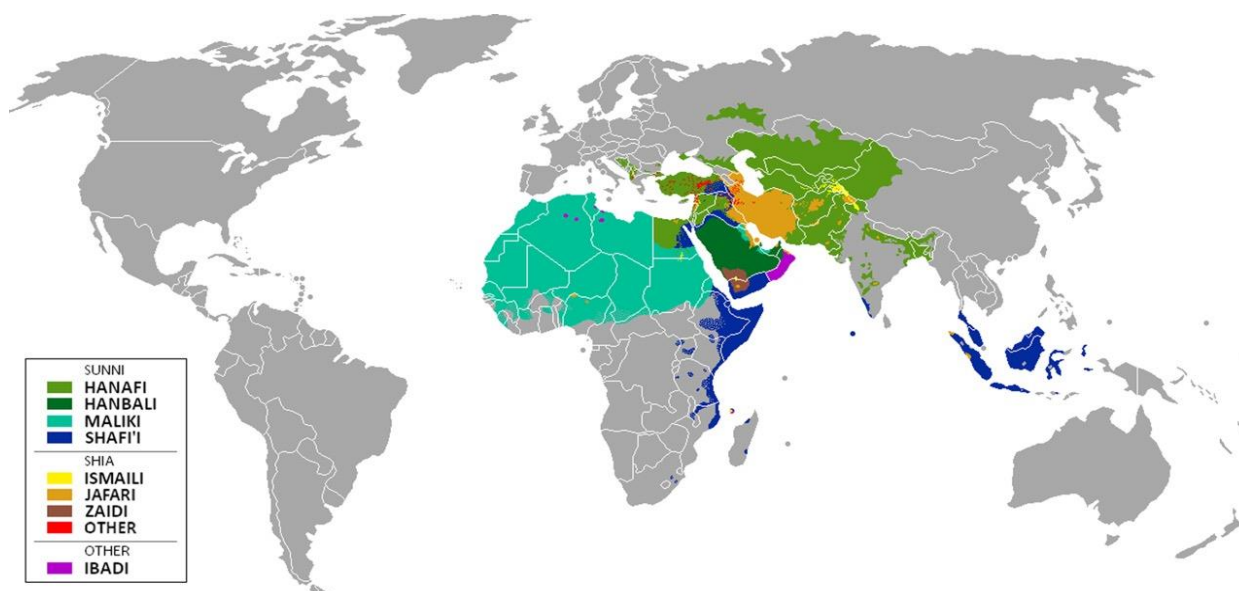 SUNNI
HANAFI
HANBALI
MALIKI
SHAFI'I
SHIA
ISMAILI
JAFARI
ZAIDI
OTHER
OTHER
IBADI